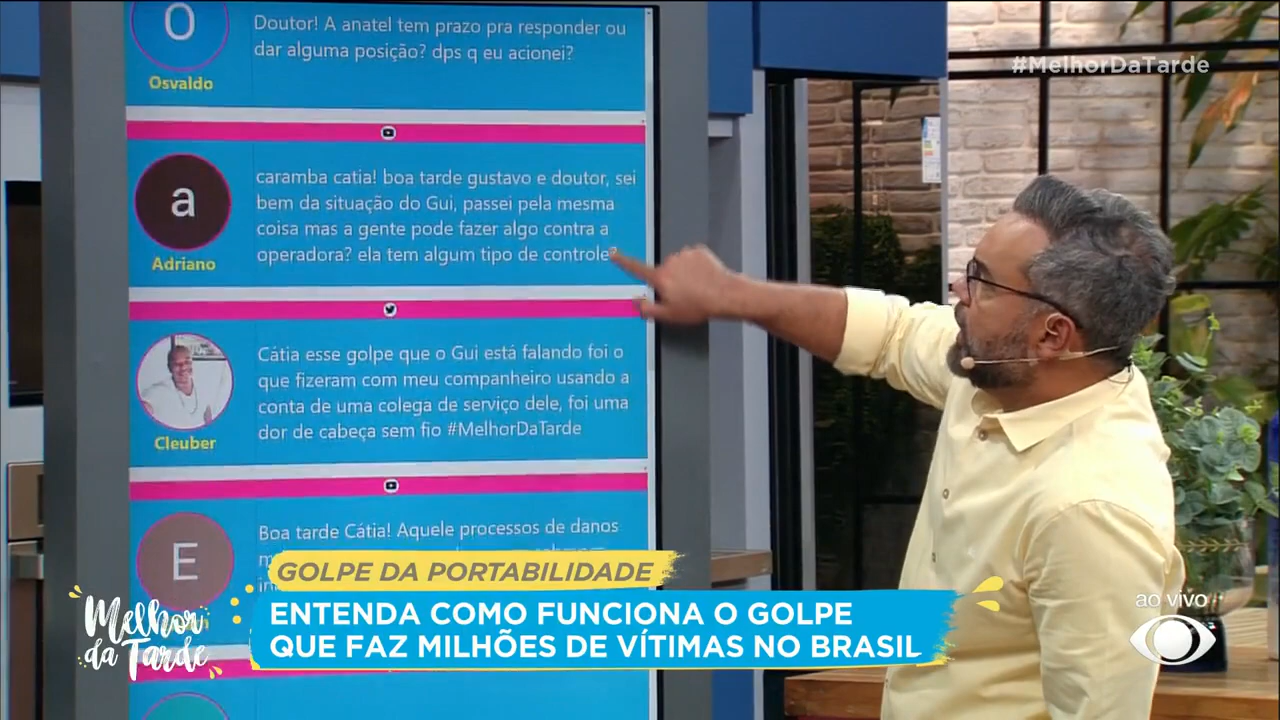 O
Doutor! A anatel tem prazo pra responder ou
dar alguma posição? dps q eu acionei?
Osvaldo
#MelhorDaTarde
a
caramba catia! boa tarde gustavo e doutor, sei
bem da situação do Gui, passei pela mesma
coisa mas a gente pode fazer algo contra a
operadora? ela tem algum tipo de controle?
Adriano
Cátia esse golpe que o Gui está falando foi o
que fizeram com meu companheiro usando a
conta de uma colega de serviço dele, foi uma
dor de cabeça sem fio #MelhorDaTarde
Cleuber
E
Boa tarde Cátia! Aquele processos de danos
GOLPE DA PORTABILIDADE
ENTENDA COMO FUNCIONA O GOLPE
QUE FAZ MILHÕES DE VÍTIMAS NO BRASIL
Melhor
da Tarde
ao vivo